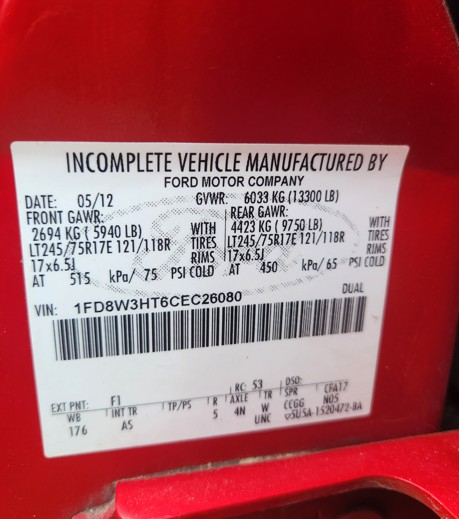 INCOMPLETE VEHICLE MANUFACTURED BY
FORD MOTOR COMPANY
DATE: 05/12 GVWR: 6033 KG (13300 LB)
FRONT GAWR: REAR GAWR:
2694 KG ( 5940 LB) WITH 4423 KG ( 9750 LB) WITH
LT245/75R17E 121/118R TIRES LT245/75R17E 121/118R TIRES
17x6.5J RIMS 17x6.5J RIMS
AT 515 kPa/ 75 PSI COLD AT 450 kPa/ 65 PSI COLD
DUAL
VIN: 1FD8W3HT6CEC26080
EXT PNT: F1 RC: 53 DSO:
WB INT TR TP/PS R AXLE TR SPR CFA17
176 AS 5 4N W CCGG NO5
UNC ▽5U5A-1520472-BA